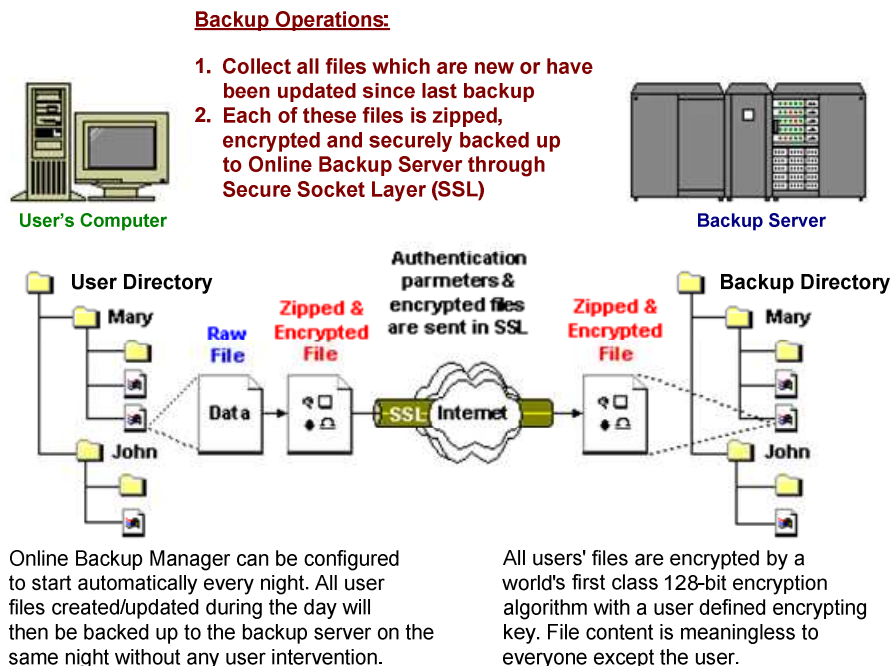 Backup Operations:
1. Collect all files which are new or have
been updated since last backup
2. Each of these files is zipped,
encrypted and securely backed up
to Online Backup Server through
Secure Socket Layer (SSL)
User's Computer
Backup Server
User Directory
Mary
John
Raw
File
Data
Zipped &
Encrypted
File
Authentication
parmeters &
encrypted files
are sent in SSL
SSL
Internet
Zipped &
Encrypted
File
Backup Directory
Mary
John
Online Backup Manager can be configured
to start automatically every night. All user
files created/updated during the day will
then be backed up to the backup server on the
same night without any user intervention.
All users' files are encrypted by a
world's first class 128-bit encryption
algorithm with a user defined encrypting
key. File content is meaningless to
everyone except the user.